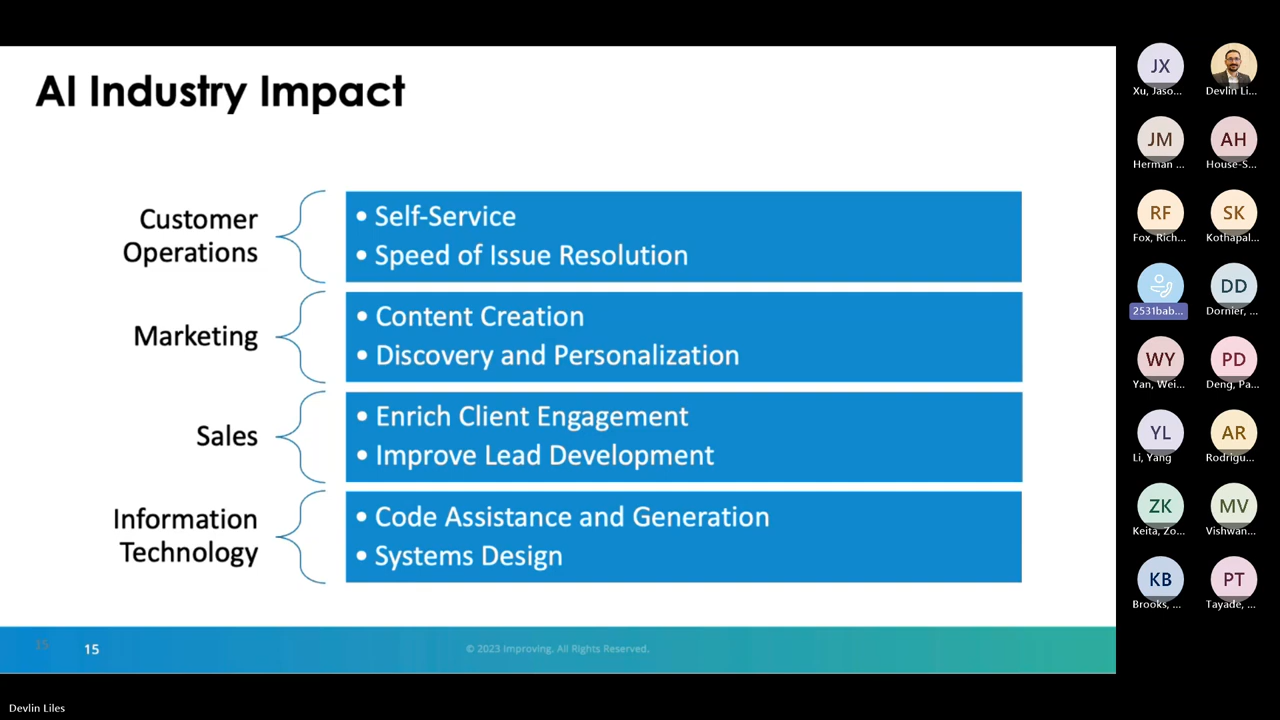 AI Industry Impact
Customer
Operations
• Self-Service
• Speed of Issue Resolution
Marketing
• Content Creation
• Discovery and Personalization
Sales
• Enrich Client Engagement
• Improve Lead Development
Information
Technology
• Code Assistance and Generation
• Systems Design
15
15
© 2023 Improving. All Rights Reserved.
Devlin Liles
JX
Xu, Jaso...
Devlin Li...
JM
Herman ...
AH
House-S...
RF
Fox, Rich...
SK
Kothapal...
2531bab...
DD
Dornier, ...
WY
Yan, Wei...
PD
Deng, Pa...
YL
Li, Yang
AR
Rodrigu...
ZK
Keita, Zo...
MV
Vishwan...
KB
Brooks, ...
PT
Tayade, ...